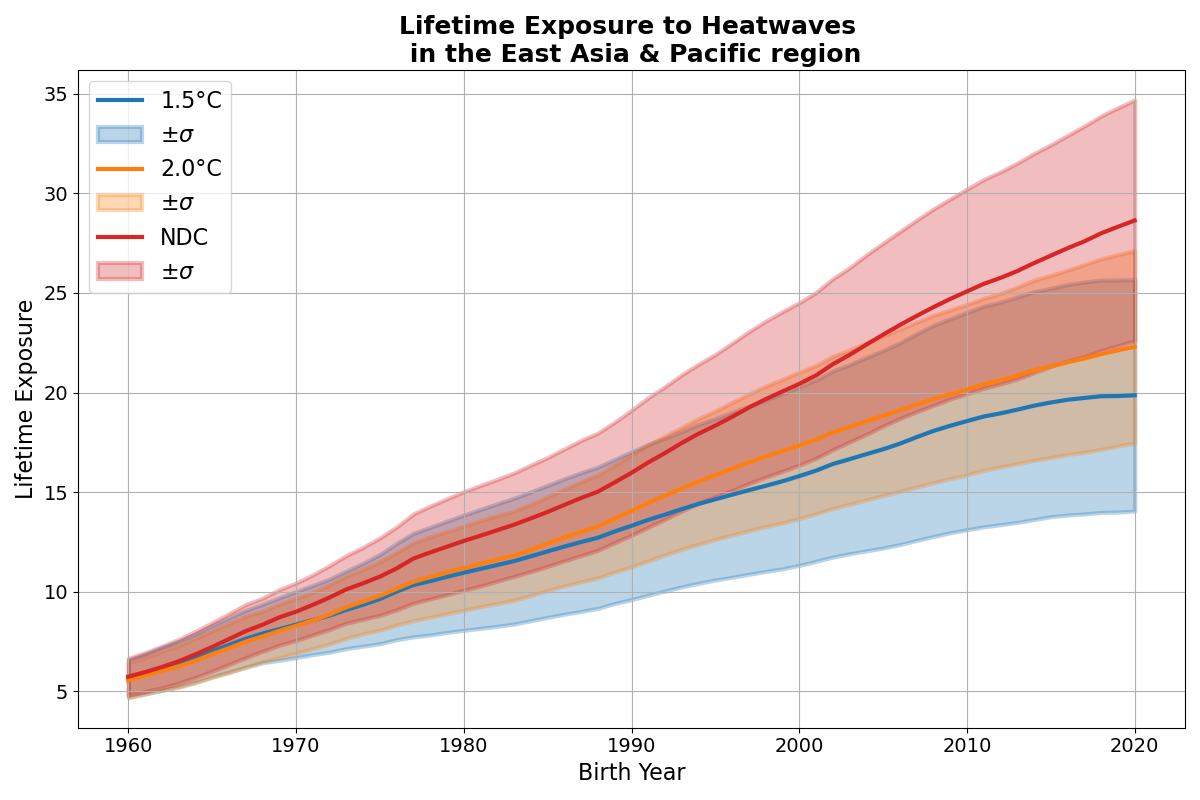 Lifetime Exposure to Heatwaves
in the East Asia & Pacific region
1.5°C
±σ
2.0°C
±σ
NDC
±σ
Lifetime Exposure
35
30
25
20
15
10
5
1960 1970 1980 1990 2000 2010 2020
Birth Year